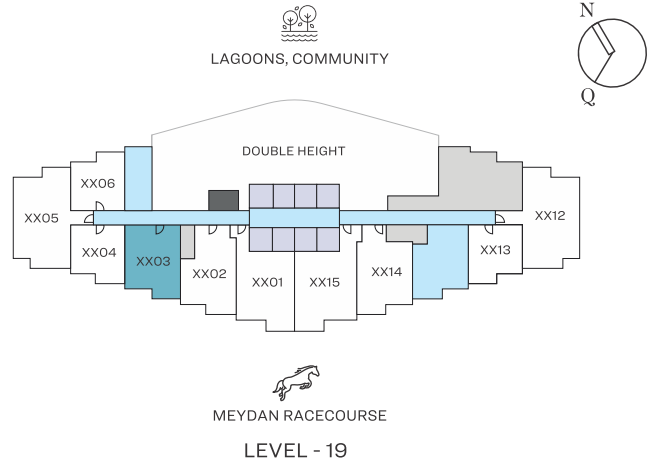 N
LAGOONS, COMMUNITY
Q
DOUBLE HEIGHT
XX06
XX05
XX12
XX04
XX03
XX02
XX01
XX15
XX14
XX13
MEYDAN RACECOURSE
LEVEL - 19